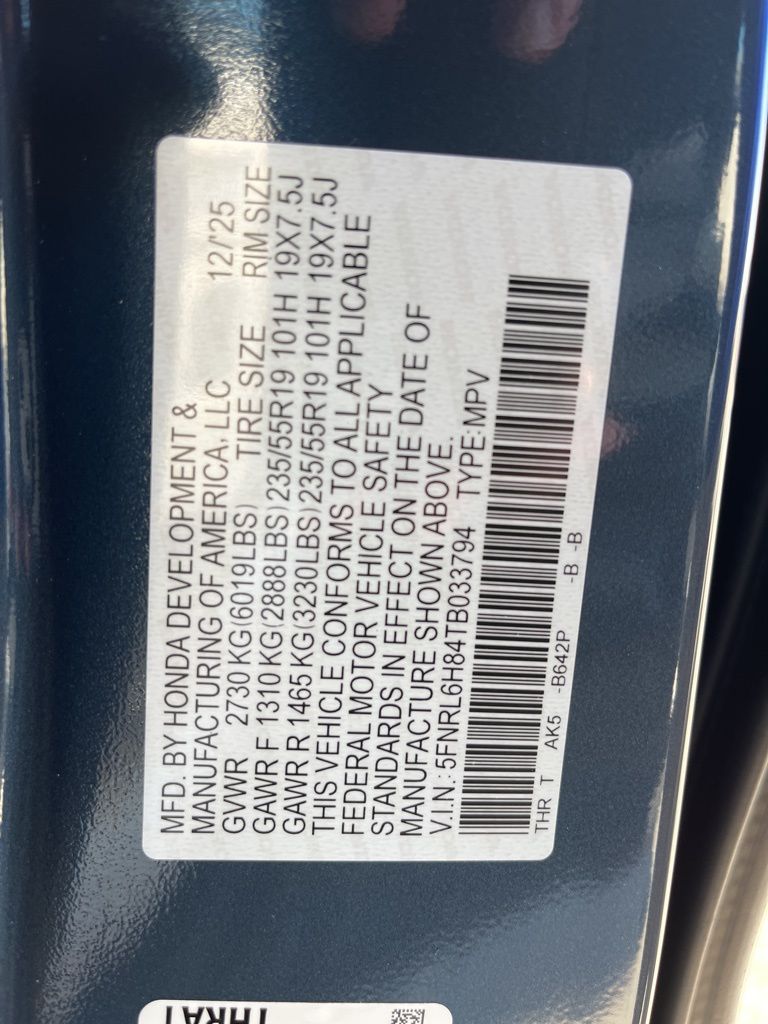 MFD. BY HONDA DEVELOPMENT &
MANUFACTURING OF AMERICA, LLC 12/'25
GVWR 2730 KG(6019LBS) TIRE SIZE RIM SIZE
GAWR F 1310 KG(2888LBS)235/55R19 101H 19X7.5J
GAWR R 1465 KG(3230LBS)235/55R19 101H 19X7.5J
THIS VEHICLE CONFORMS TO ALL APPLICABLE
FEDERAL MOTOR VEHICLE SAFETY
STANDARDS IN EFFECT ON THE DATE OF
MANUFACTURE SHOWN ABOVE.
V.I.N.:5FNRL6H84TB033794 TYPE:MPV
THR T AK5 -B642P -B -B